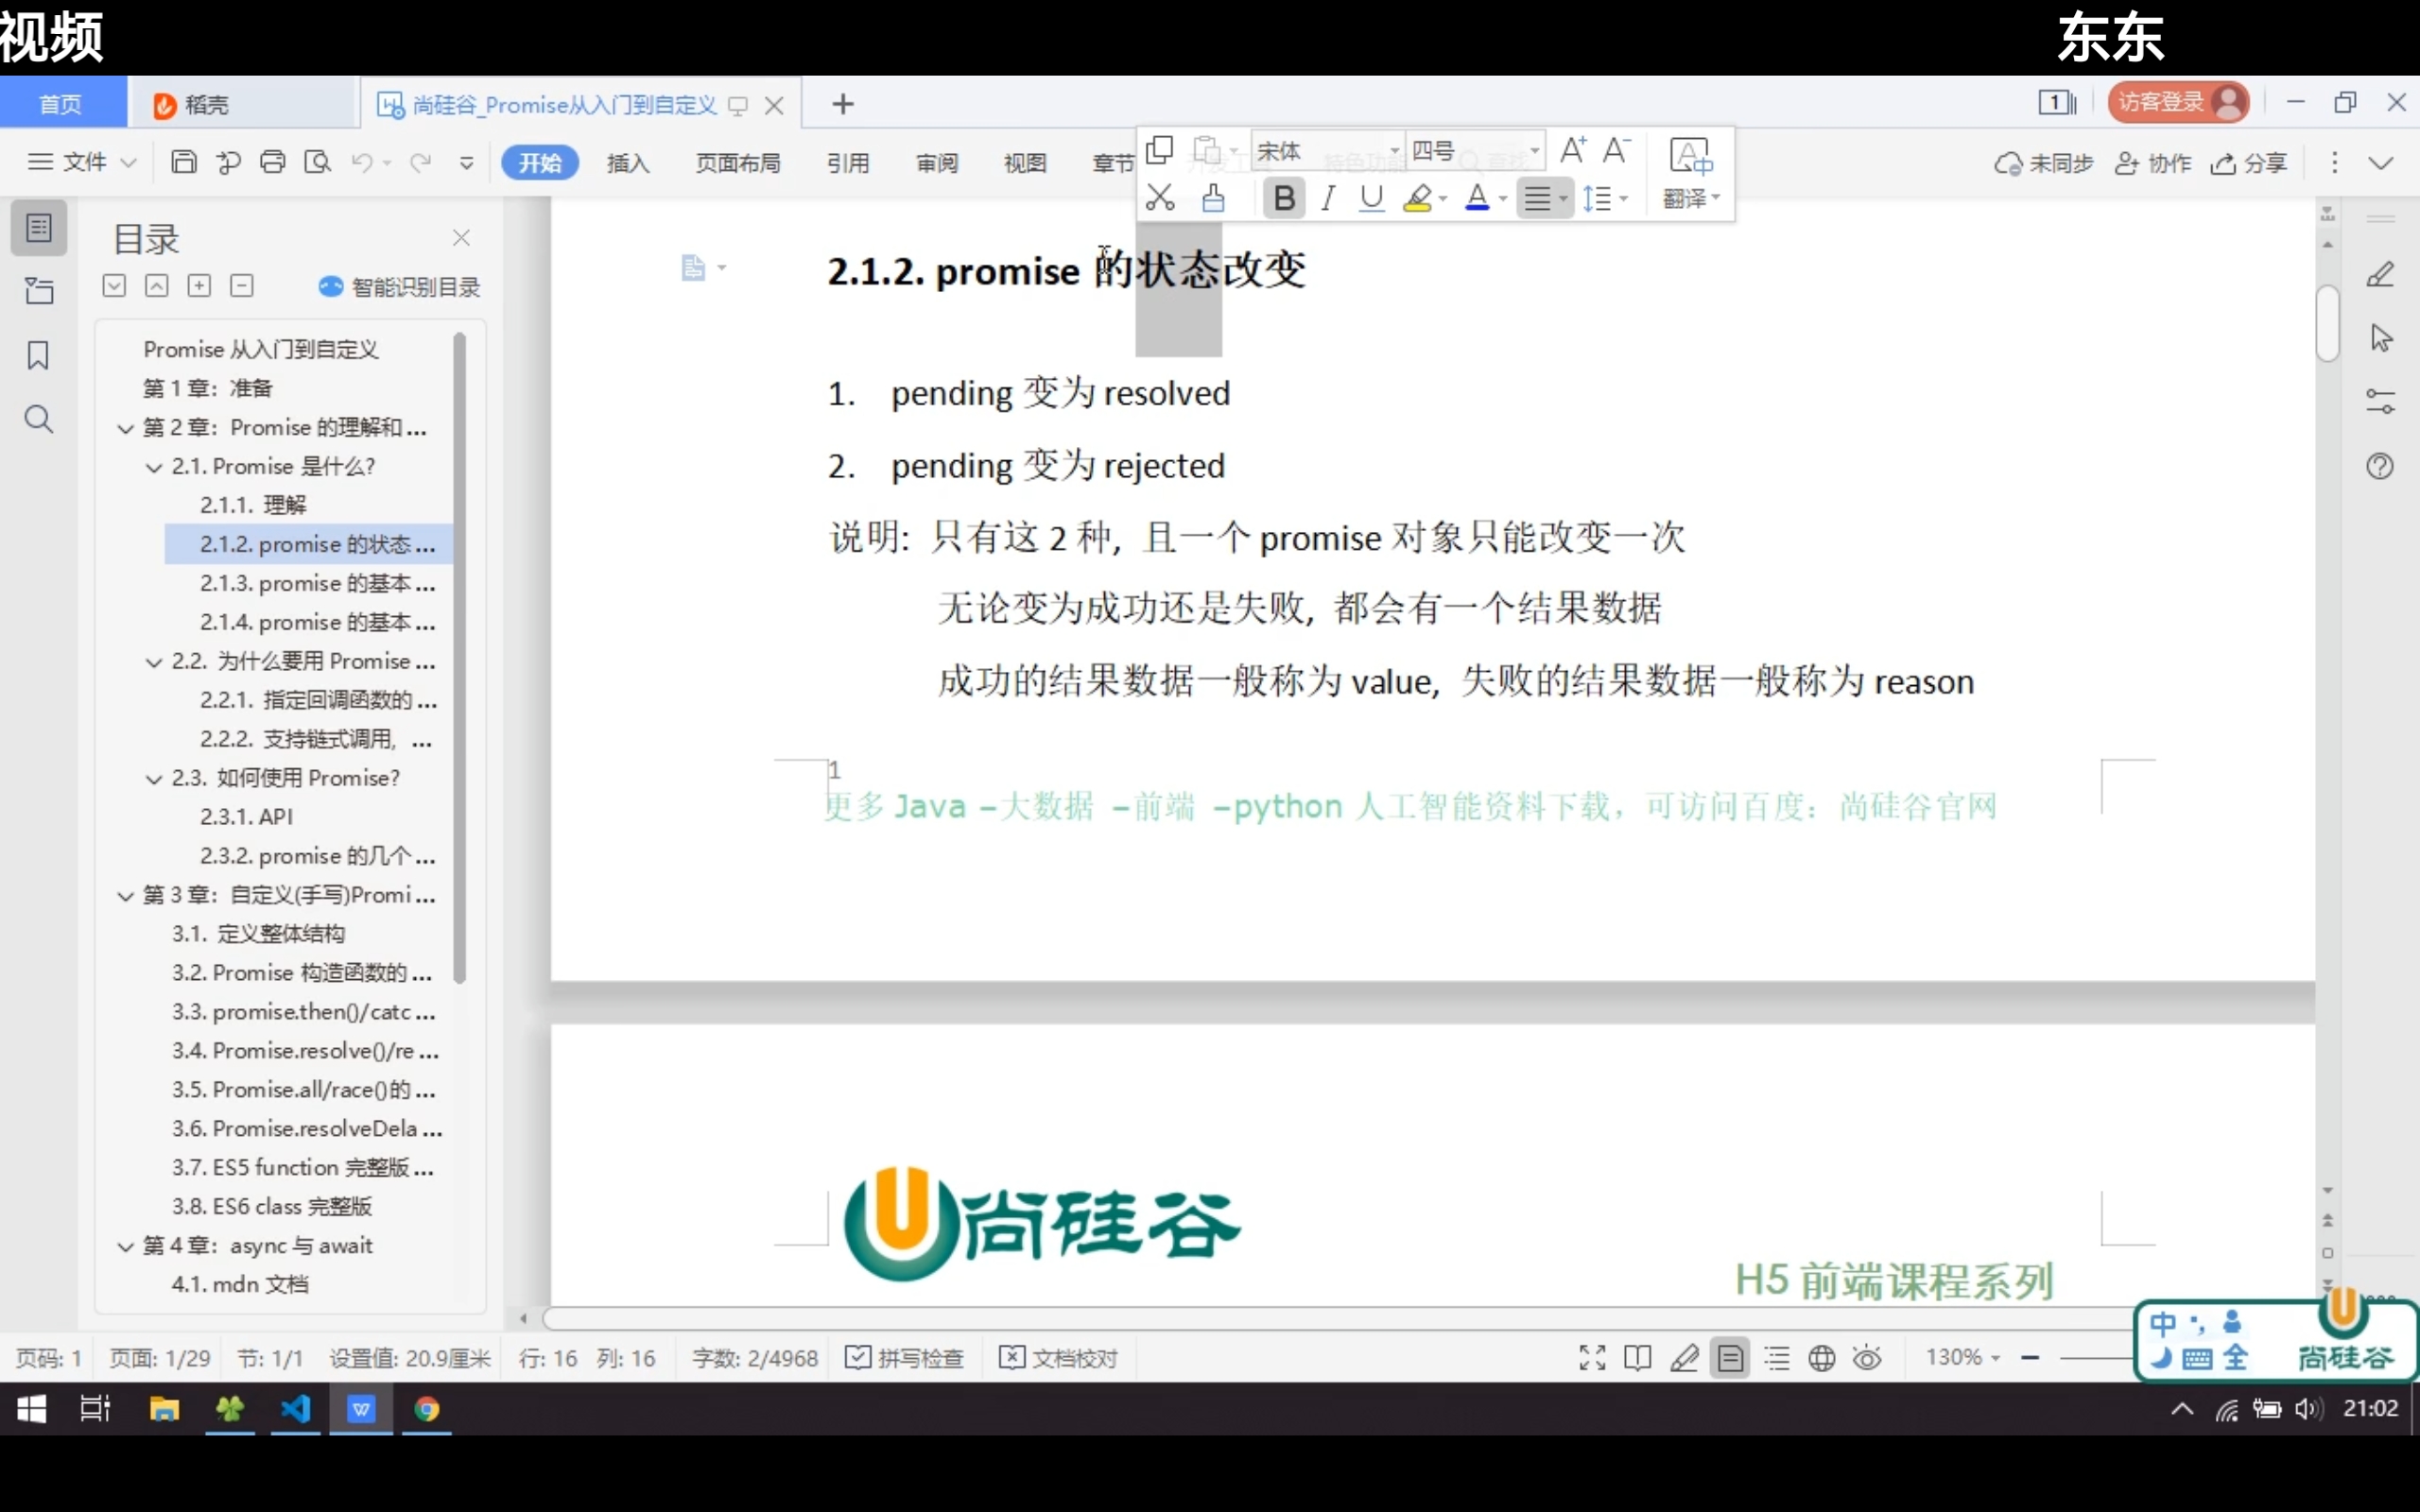 视频
东东
首页
稻壳
尚硅谷_Promise从入门到自定义
1
访客登录
文件
开始
插入
页面布局
引用
审阅
视图
章节
宋体
四号
翻译
未同步
协作
分享
目录
智能识别目录
Promise 从入门到自定义
第 1 章：准备
第 2 章：Promise 的理解和 ...
2.1. Promise 是什么?
2.1.1. 理解
2.1.2. promise 的状态 ...
2.1.3. promise 的基本 ...
2.1.4. promise 的基本 ...
2.2. 为什么要用 Promise ...
2.2.1. 指定回调函数的 ...
2.2.2. 支持链式调用, ...
2.3. 如何使用 Promise?
2.3.1. API
2.3.2. promise 的几个 ...
第 3 章：自定义(手写)Promi ...
3.1. 定义整体结构
3.2. Promise 构造函数的 ...
3.3. promise.then()/catc ...
3.4. Promise.resolve()/re ...
3.5. Promise.all/race()的 ...
3.6. Promise.resolveDela ...
3.7. ES5 function 完整版 ...
3.8. ES6 class 完整版
第 4 章：async 与 await
4.1. mdn 文档
2.1.2. promise 的状态改变
1. pending 变为 resolved
2. pending 变为 rejected
说明: 只有这 2 种, 且一个 promise 对象只能改变一次
无论变为成功还是失败, 都会有一个结果数据
成功的结果数据一般称为 value, 失败的结果数据一般称为 reason
1
更多 Java –大数据 –前端 –python 人工智能资料下载，可访问百度：尚硅谷官网
尚硅谷
H5 前端课程系列
页码: 1
页面: 1/29
节: 1/1
设置值: 20.9厘米
行: 16
列: 16
字数: 2/4968
拼写检查
文档校对
130%
中
全
尚硅谷
21:02